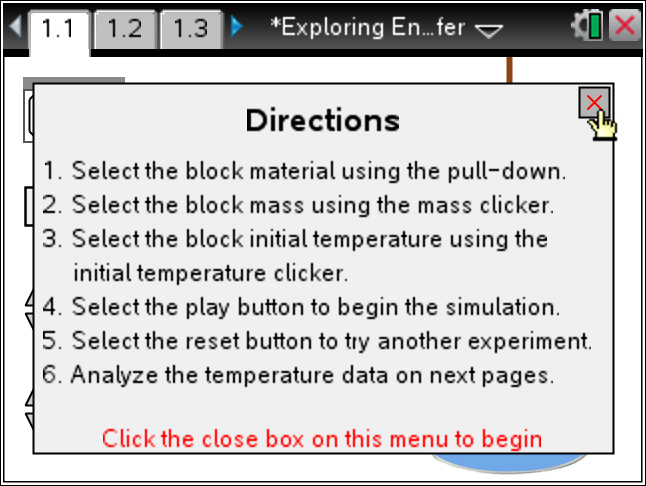 1.1 1.2 1.3 *Exploring En...fer
Directions
1. Select the block material using the pull-down.
2. Select the block mass using the mass clicker.
3. Select the block initial temperature using the
initial temperature clicker.
4. Select the play button to begin the simulation.
5. Select the reset button to try another experiment.
6. Analyze the temperature data on next pages.
Click the close box on this menu to begin